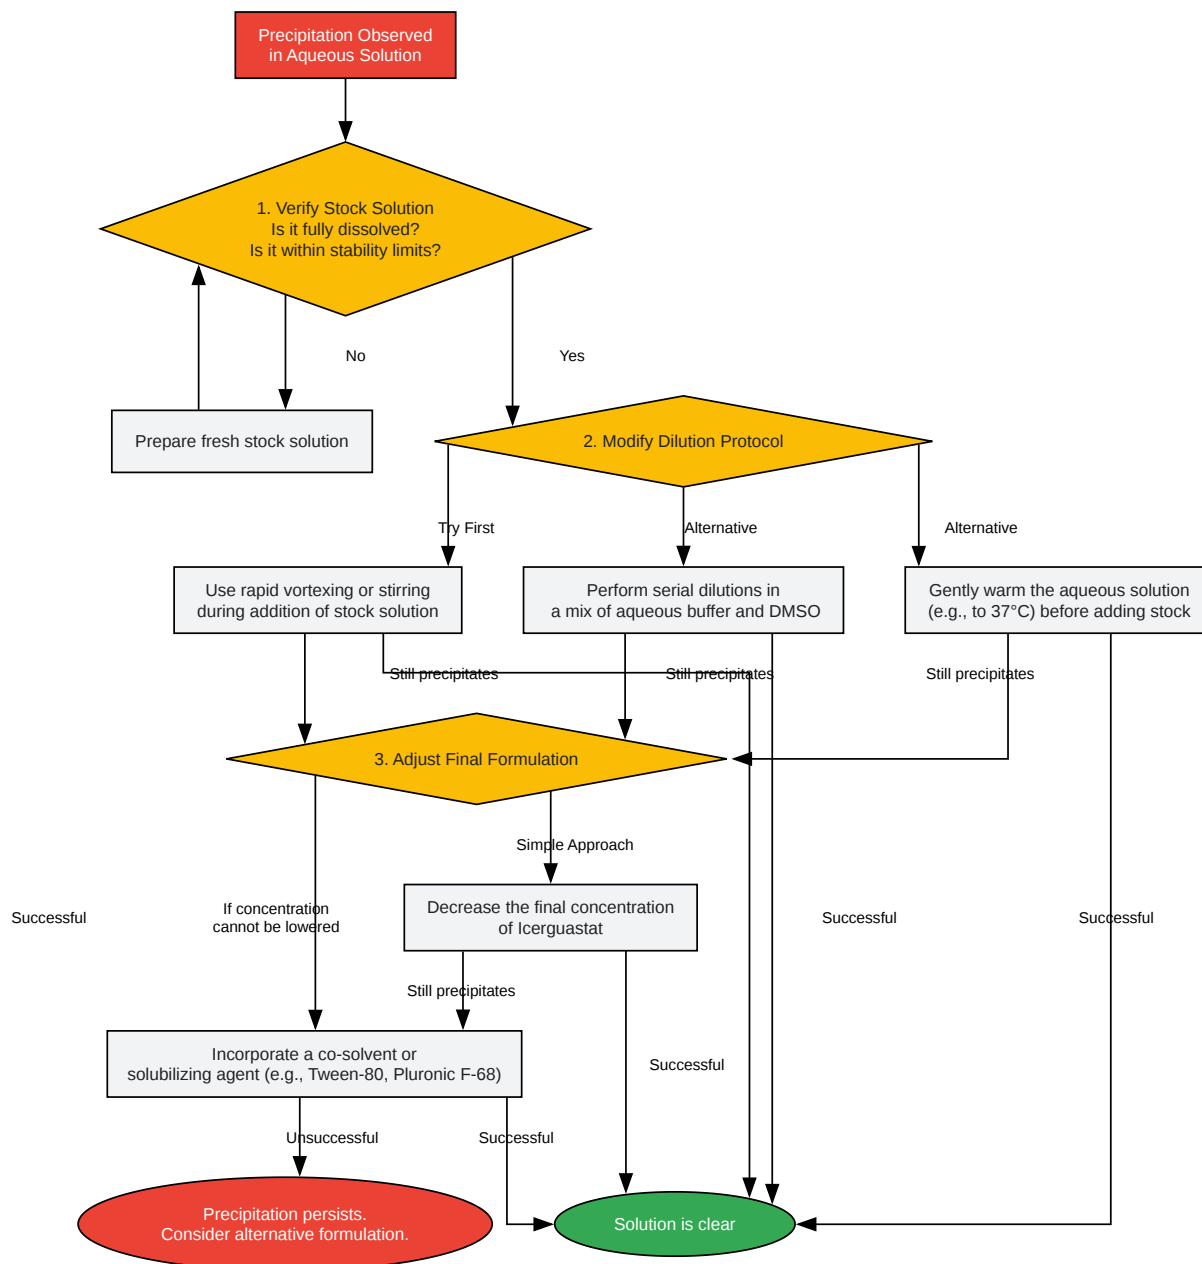 Precipitation Observed
in Aqueous Solution
1. Verify Stock Solution
Is it fully dissolved?
Is it within stability limits?
No
Yes
Prepare fresh stock solution
2. Modify Dilution Protocol
Try First
Alternative
Alternative
Use rapid vortexing or stirring
during addition of stock solution
Perform serial dilutions in
a mix of aqueous buffer and DMSO
Gently warm the aqueous solution
(e.g., to 37°C) before adding stock
Still precipitates
Still precipitates
Still precipitates
3. Adjust Final Formulation
Simple Approach
Successful
If concentration
cannot be lowered
Decrease the final concentration
of Icerguastat
Successful
Successful
Still precipitates
Incorporate a co-solvent or
solubilizing agent (e.g., Tween-80, Pluronic F-68)
Successful
Unsuccessful
Successful
Precipitation persists.
Consider alternative formulation.
Solution is clear